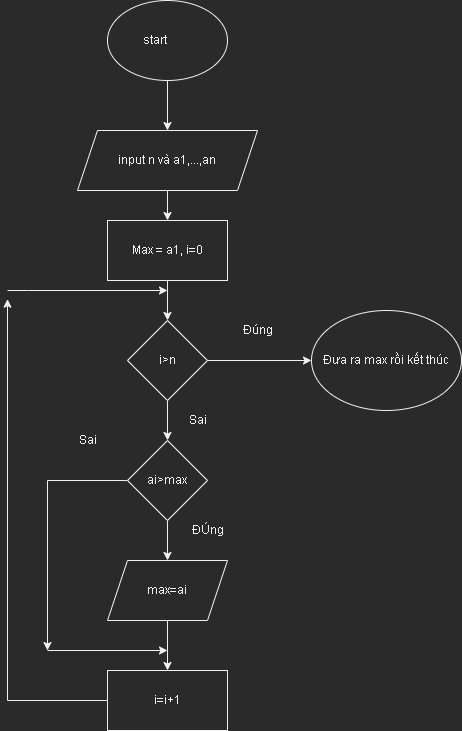 start
input n và a1,...,an
Max = a1, i=0
i>n
Đúng
Đưa ra max rồi kết thúc
Sai
Sai
ai>max
ĐÚng
max=ai
i=i+1